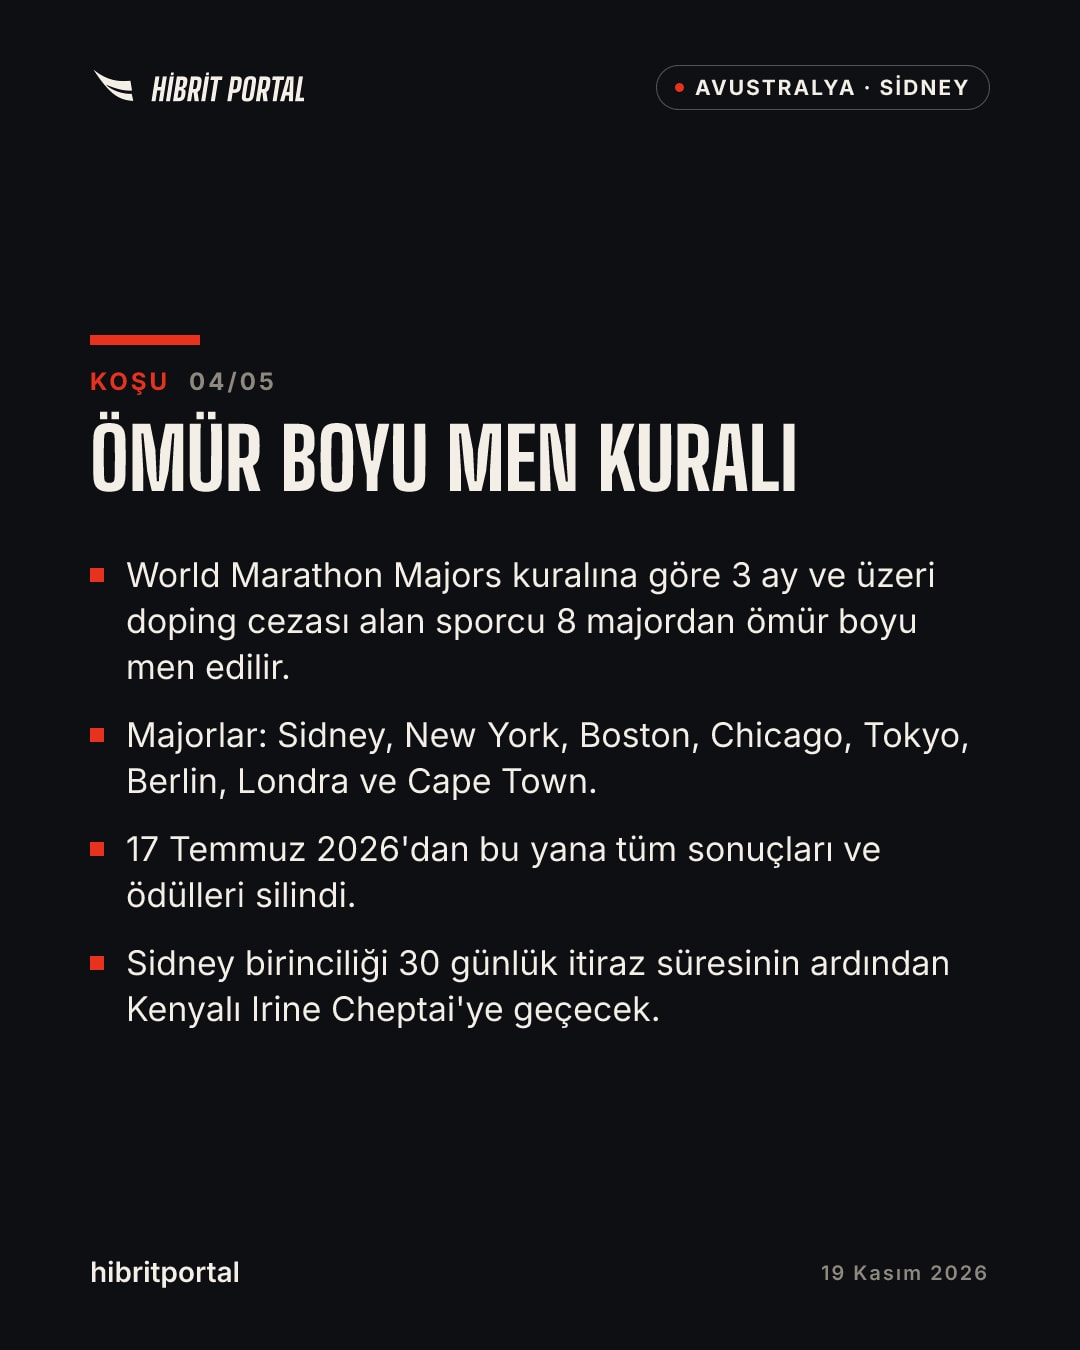 HİBRİT PORTAL
AVUSTRALYA · SİDNEY
KOŞU 04/05
ÖMÜR BOYU MEN KURALI
World Marathon Majors kuralına göre 3 ay ve üzeri
doping cezası alan sporcu 8 majordan ömür boyu
men edilir.
Majorlar: Sidney, New York, Boston, Chicago, Tokyo,
Berlin, Londra ve Cape Town.
17 Temmuz 2026'dan bu yana tüm sonuçları ve
ödülleri silindi.
Sidney birinciliği 30 günlük itiraz süresinin ardından
Kenyalı Irine Cheptai'ye geçecek.
hibritportal
19 Kasım 2026